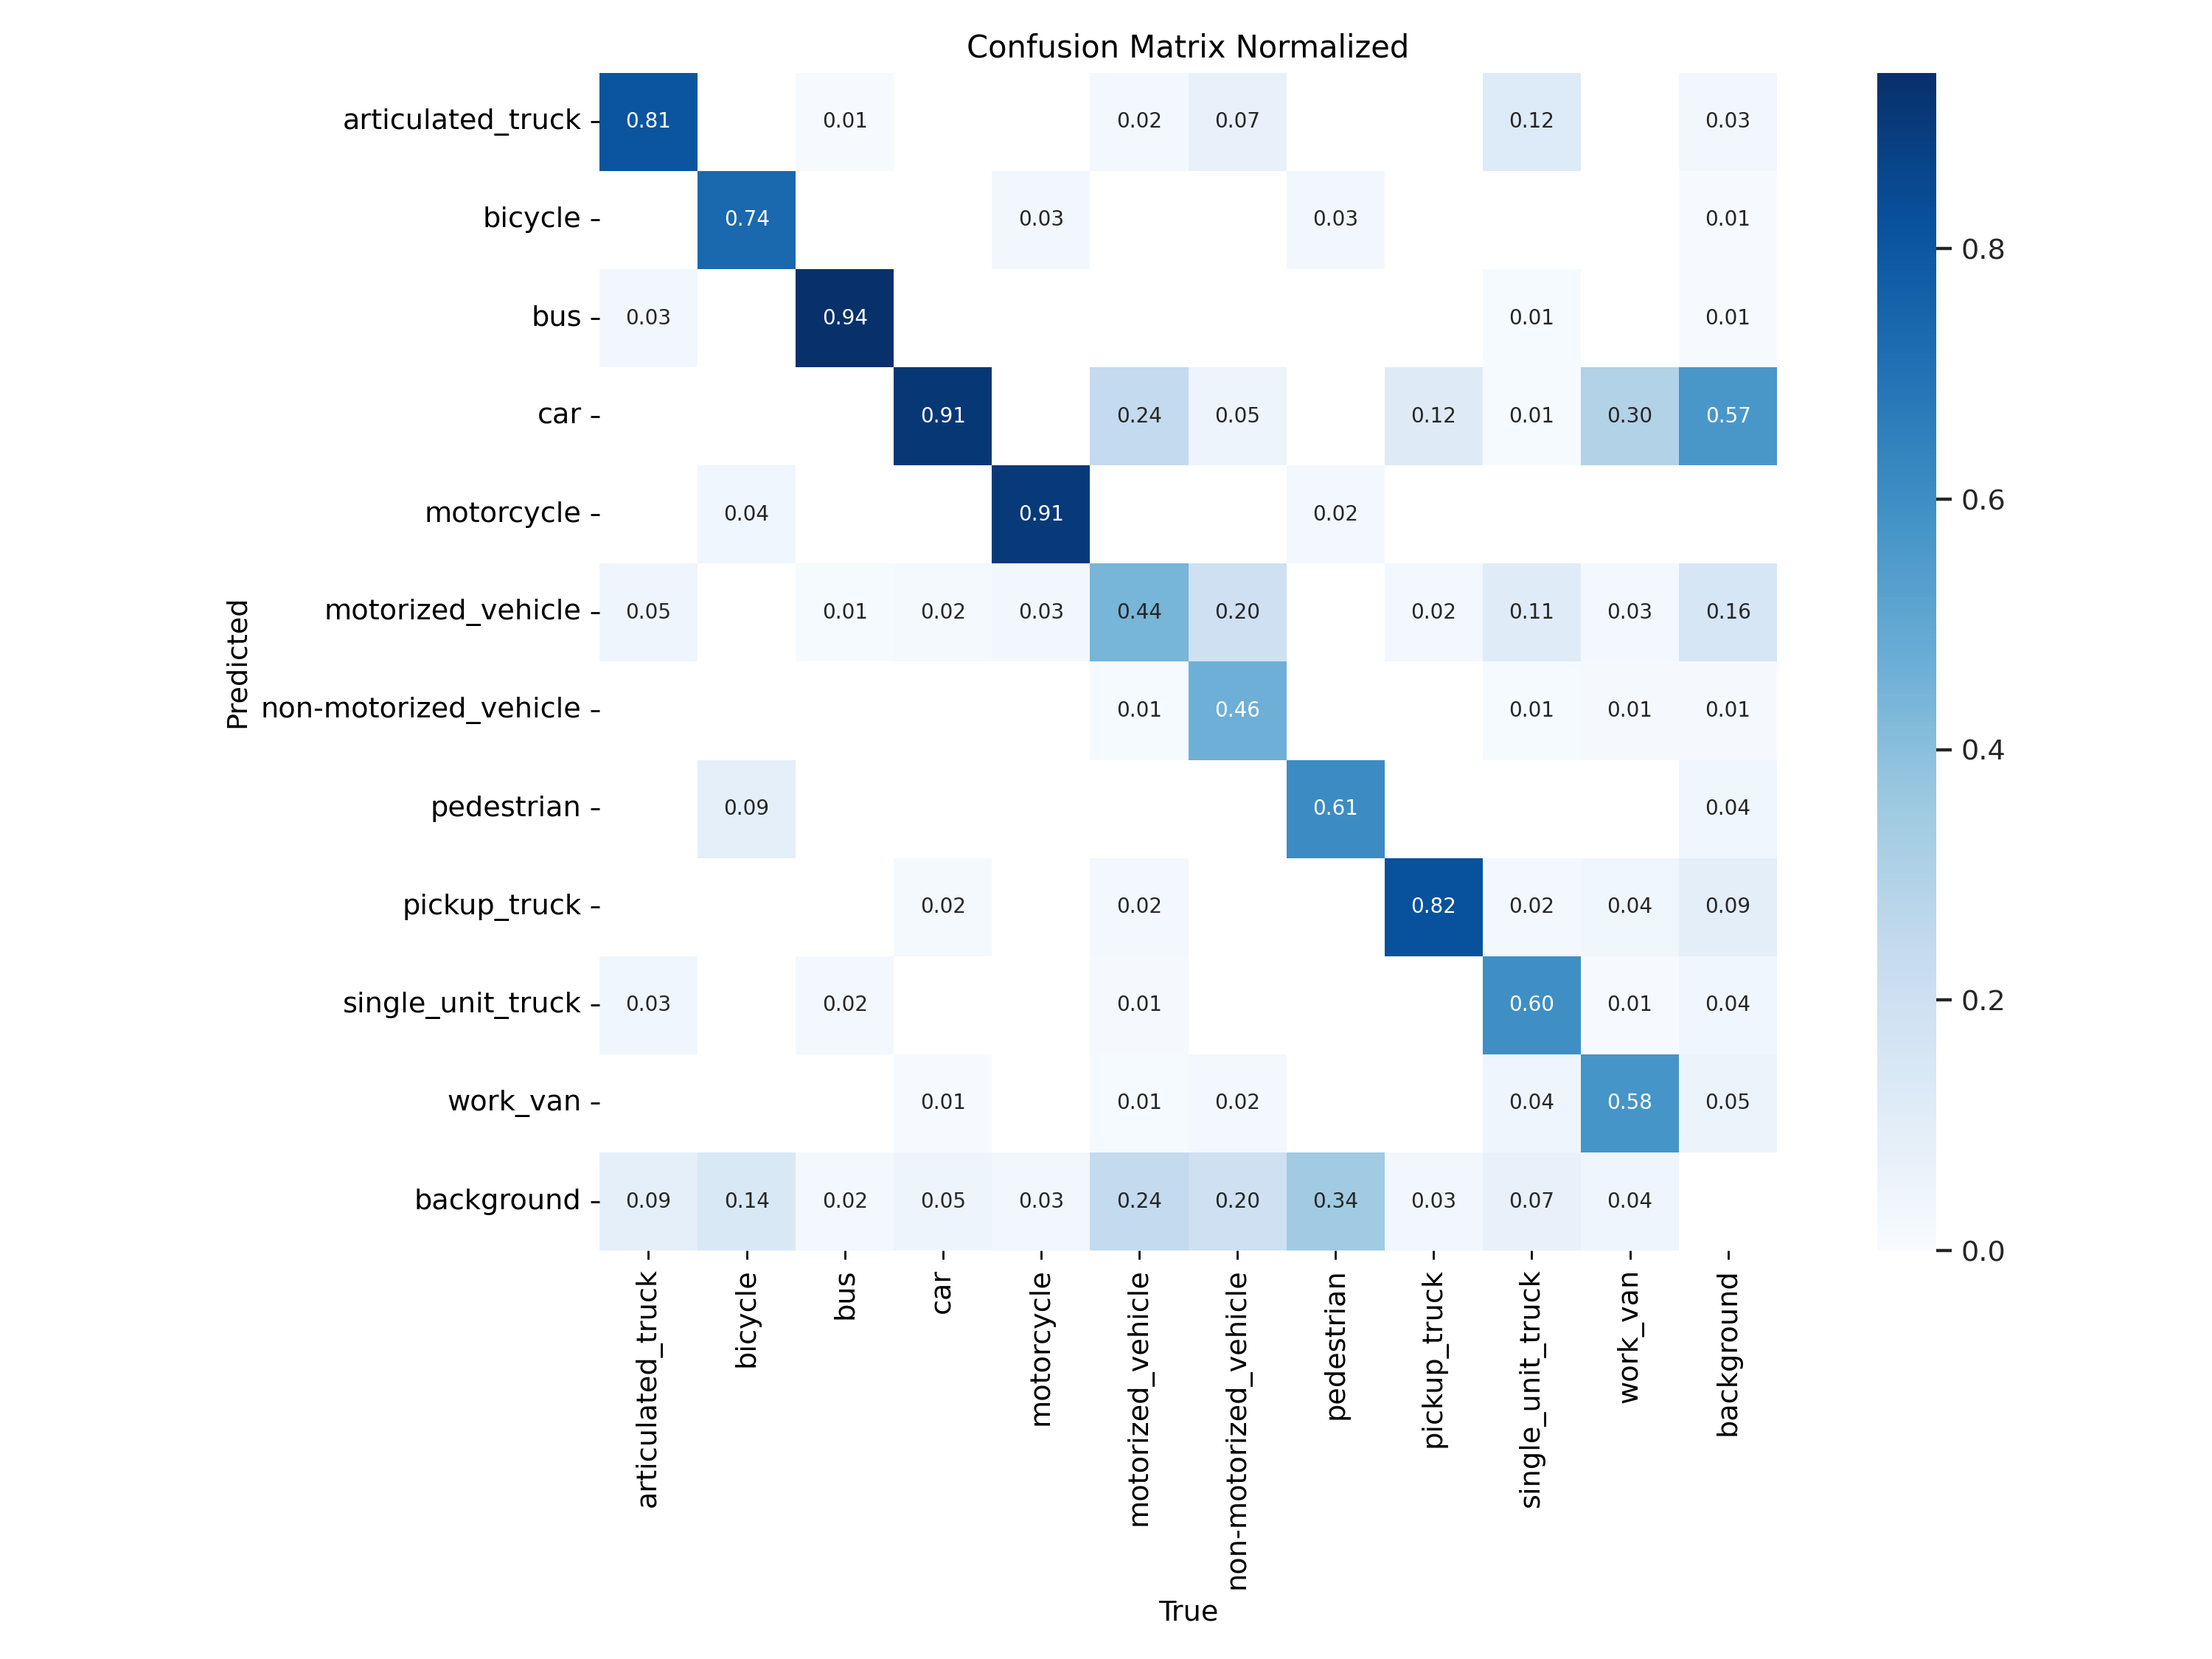 Confusion Matrix Normalized
articulated_truck 0.81 0.01 0.02 0.07 0.12 0.03
bicycle 0.74 0.03 0.03 0.01
bus 0.03 0.94 0.01 0.01
car 0.91 0.24 0.05 0.12 0.01 0.30 0.57
motorcycle 0.04 0.91 0.02
motorized_vehicle 0.05 0.01 0.02 0.03 0.44 0.20 0.02 0.11 0.03 0.16
non-motorized_vehicle 0.01 0.46 0.01 0.01 0.01
pedestrian 0.09 0.61 0.04
pickup_truck 0.02 0.02 0.82 0.02 0.04 0.09
single_unit_truck 0.03 0.02 0.01 0.60 0.01 0.04
work_van 0.01 0.01 0.02 0.04 0.58 0.05
background 0.09 0.14 0.02 0.05 0.03 0.24 0.20 0.34 0.03 0.07 0.04
Predicted
articulated_truck
bicycle
bus
car
motorcycle
motorized_vehicle
non-motorized_vehicle
pedestrian
pickup_truck
single_unit_truck
work_van
background
True
0.8
0.6
0.4
0.2
0.0